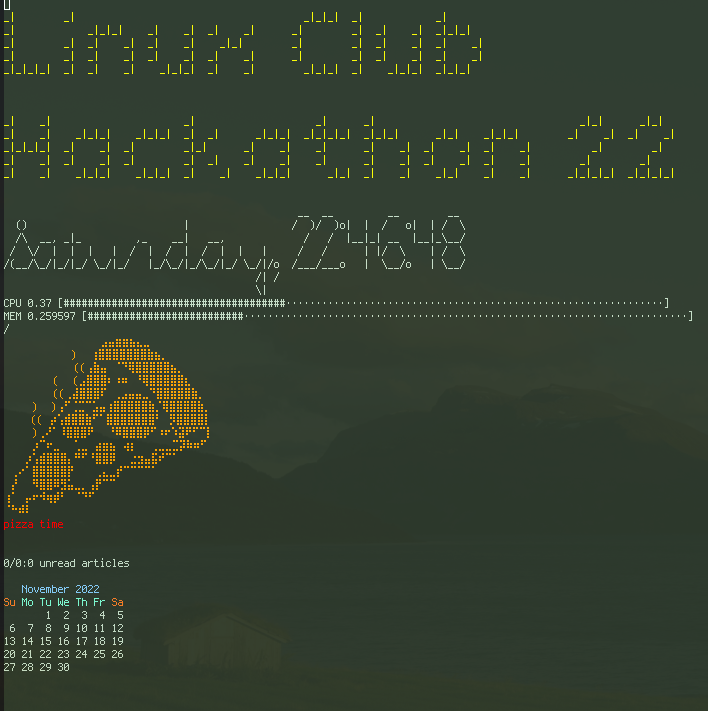 Linux Club
Hackathon 22
Saturday, 22:46:48
CPU 0.37 [#####################################·······························································]
MEM 0.259597 [##########################··········································································]
/
pizza time
0/0:0 unread articles
November 2022
Su Mo Tu We Th Fr Sa
1 2 3 4 5
6 7 8 9 10 11 12
13 14 15 16 17 18 19
20 21 22 23 24 25 26
27 28 29 30